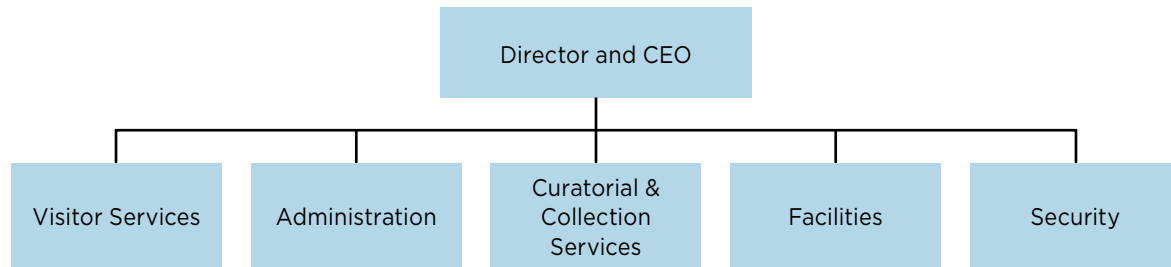 Director and CEO
Visitor Services
Administration
Curatorial &
Collection
Services
Facilities
Security